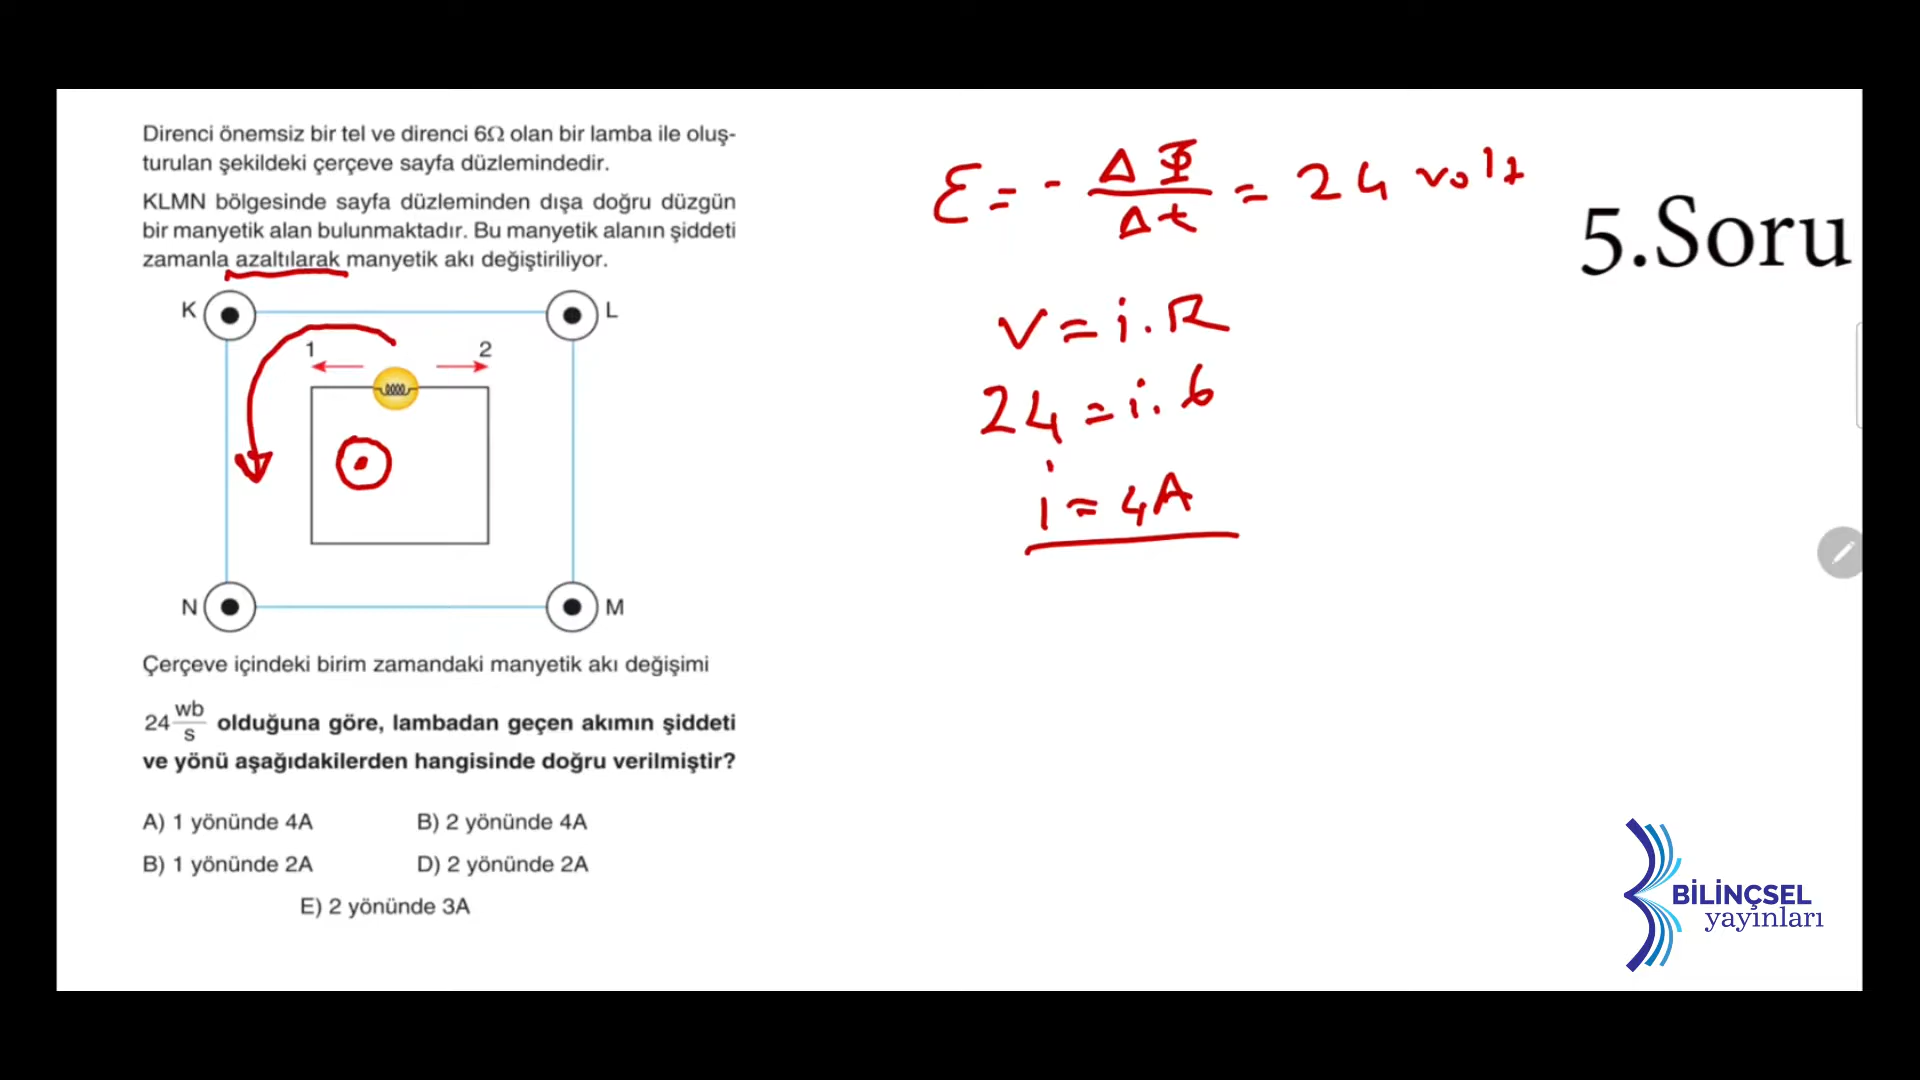 Direnci önemsiz bir tel ve direnci 6Ω olan bir lamba ile oluş-
turulan şekildeki çerçeve sayfa düzlemindedir.
KLMN bölgesinde sayfa düzleminden dışa doğru düzgün
bir manyetik alan bulunmaktadır. Bu manyetik alanın şiddeti
zamanla azaltılarak manyetik akı değiştiriliyor.
K L
1 2
N M
Çerçeve içindeki birim zamandaki manyetik akı değişimi
24 wb/s olduğuna göre, lambadan geçen akımın şiddeti
ve yönü aşağıdakilerden hangisinde doğru verilmiştir?
A) 1 yönünde 4A B) 2 yönünde 4A
B) 1 yönünde 2A D) 2 yönünde 2A
E) 2 yönünde 3A
ε = - ΔΦ/Δt = 24 volt
V = i.R
24 = i.6
i = 4A
5.Soru
BİLİNÇSEL
yayınları